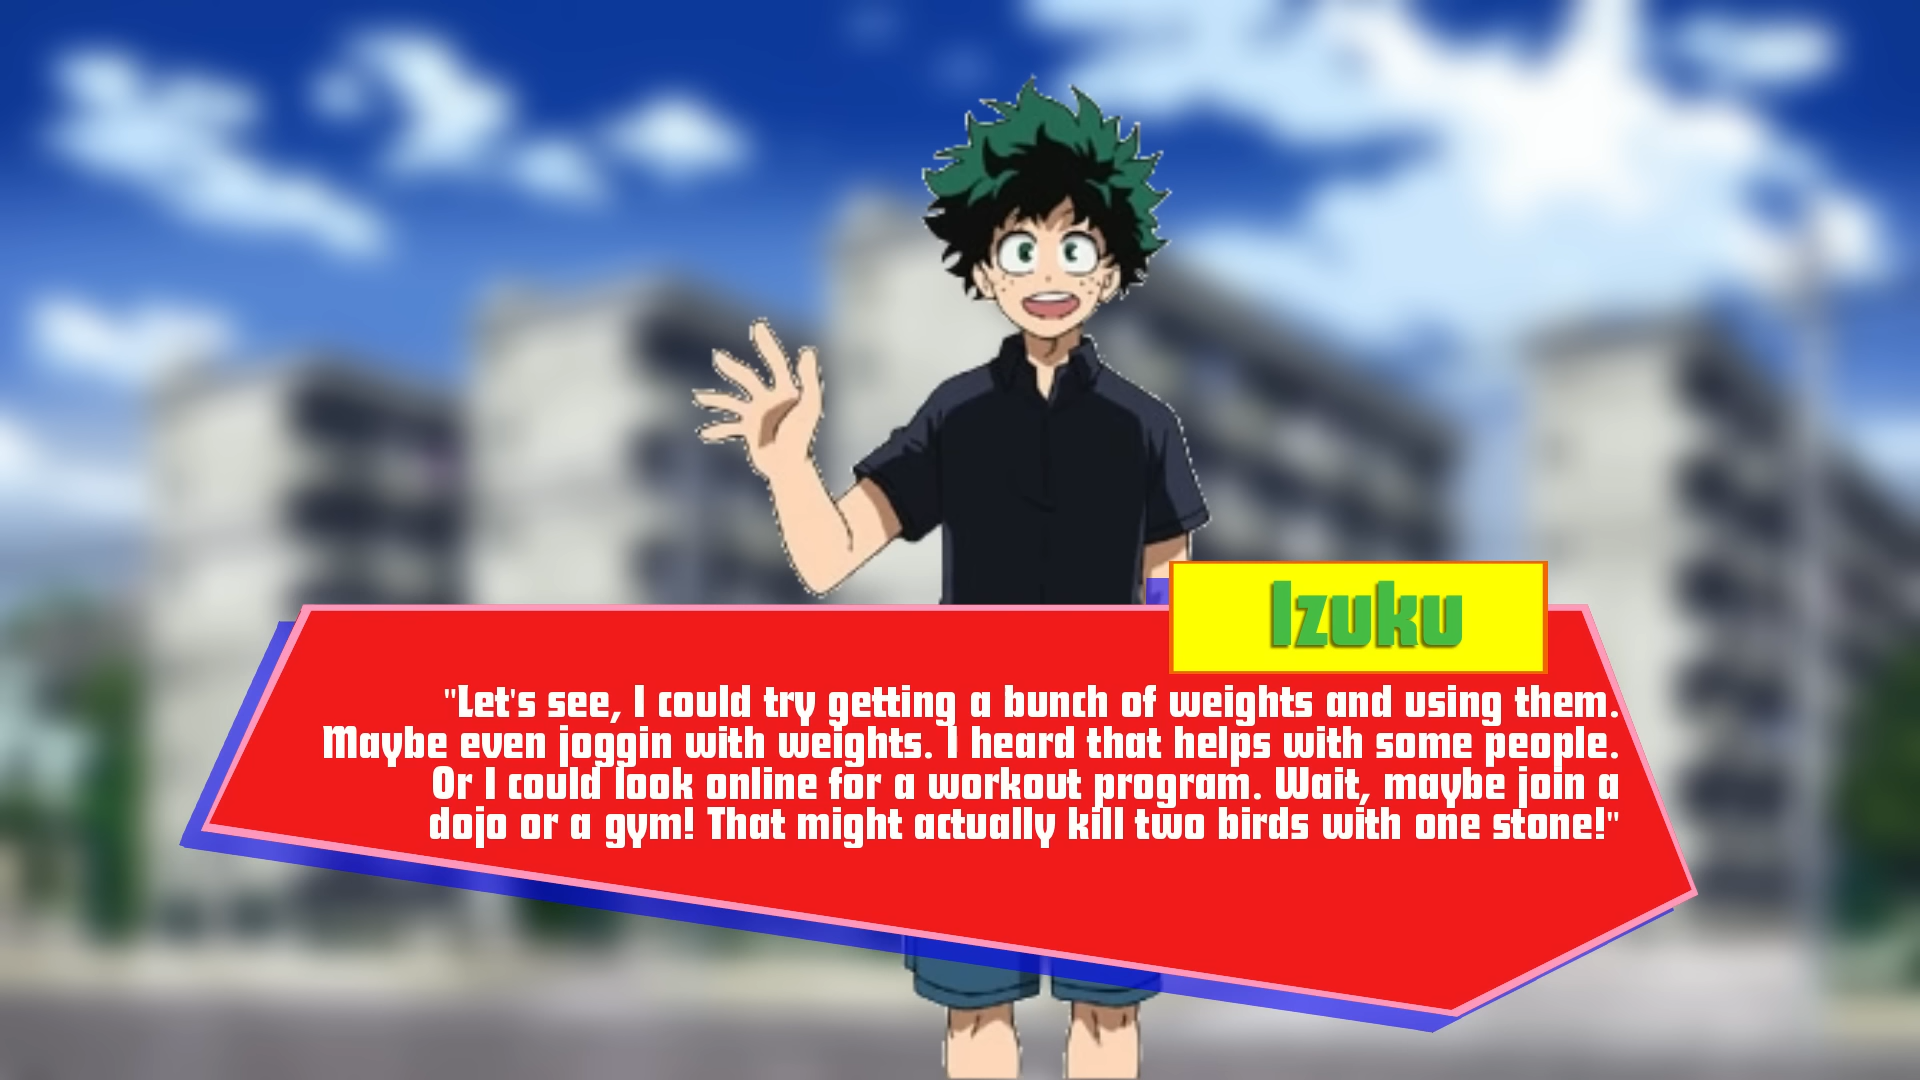 Izuku
"Let's see, I could try getting a bunch of weights and using them.
Maybe even joggin with weights. I heard that helps with some people.
Or I could look online for a workout program. Wait, maybe join a
dojo or a gym! That might actually kill two birds with one stone!"